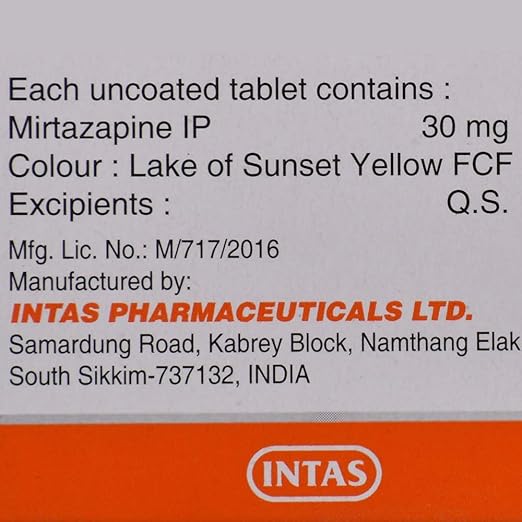 Each uncoated tablet contains :
Mirtazapine IP 30 mg
Colour : Lake of Sunset Yellow FCF
Excipients : Q.S.
Mfg. Lic. No.: M/717/2016
Manufactured by:
INTAS PHARMACEUTICALS LTD.
Samardung Road, Kabrey Block, Namthang Elak
South Sikkim-737132, INDIA
INTAS